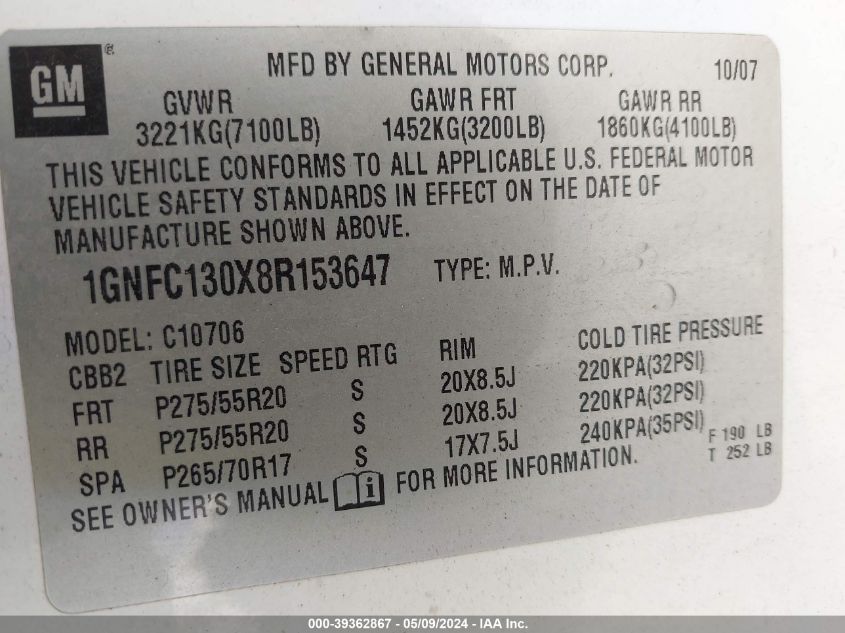 GM
MFD BY GENERAL MOTORS CORP. 10/07
GVWR GAWR FRT GAWR RR
3221KG(7100LB) 1452KG(3200LB) 1860KG(4100LB)
THIS VEHICLE CONFORMS TO ALL APPLICABLE U.S. FEDERAL MOTOR
VEHICLE SAFETY STANDARDS IN EFFECT ON THE DATE OF
MANUFACTURE SHOWN ABOVE.
1GNFC130X8R153647 TYPE: M.P.V.
MODEL: C10706
CBB2 TIRE SIZE SPEED RTG RIM COLD TIRE PRESSURE
FRT P275/55R20 S 20X8.5J 220KPA(32PSI)
RR P275/55R20 S 20X8.5J 220KPA(32PSI)
SPA P265/70R17 S 17X7.5J 240KPA(35PSI) F 190 LB
SEE OWNER'S MANUAL FOR MORE INFORMATION. T 252 LB
000-39362867 - 05/09/2024 - IAA Inc.